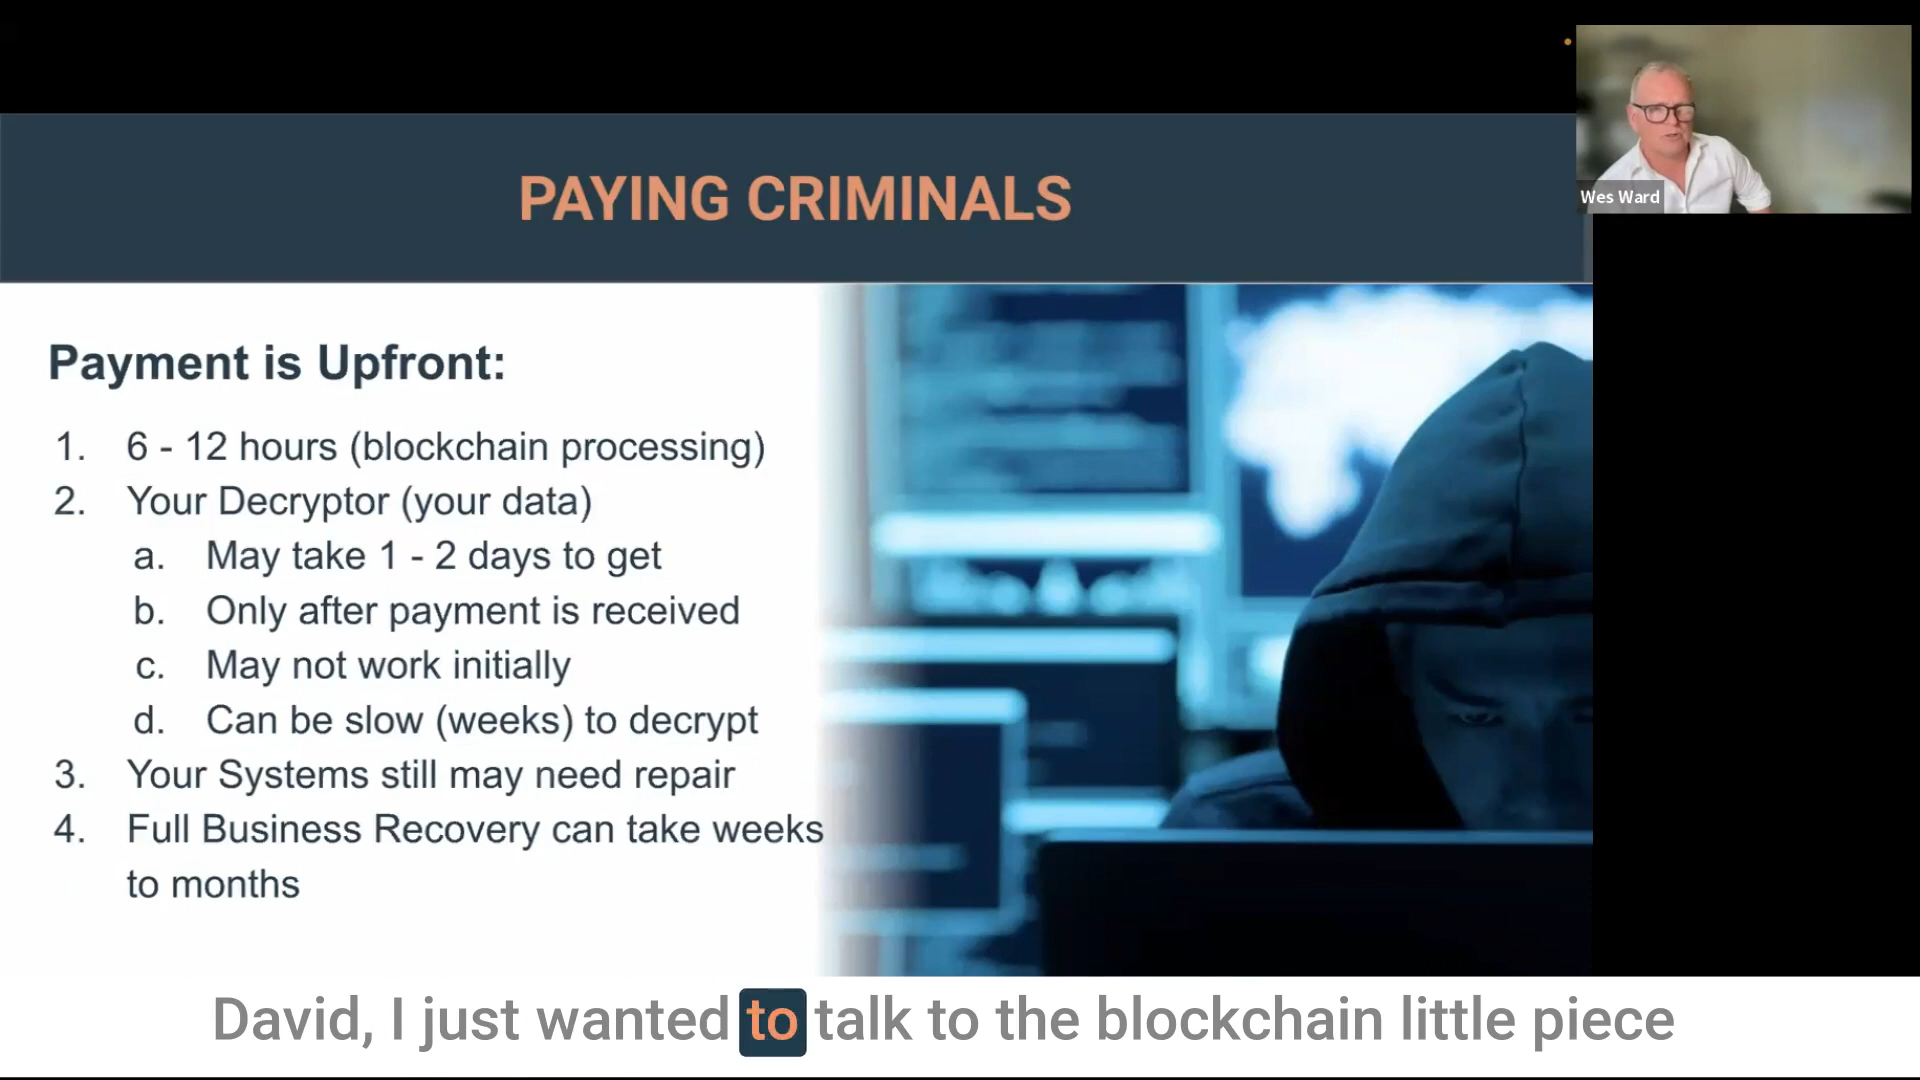 Wes Ward
PAYING CRIMINALS
Payment is Upfront:
1. 6 - 12 hours (blockchain processing)
2. Your Decryptor (your data)
a. May take 1 - 2 days to get
b. Only after payment is received
c. May not work initially
d. Can be slow (weeks) to decrypt
3. Your Systems still may need repair
4. Full Business Recovery can take weeks
to months
David, I just wanted to talk to the blockchain little piece